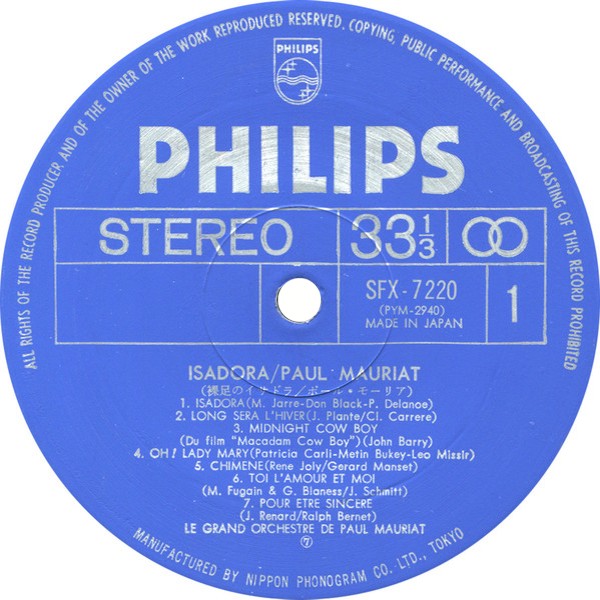 ALL RIGHTS OF THE RECORD PRODUCER AND OF THE OWNER OF THE WORK REPRODUCED RESERVED. COPYING, PUBLIC PERFORMANCE AND BROADCASTING OF THIS RECORD PROHIBITED
PHILIPS
PHILIPS
STEREO 33 1/3
SFX-7220 1
(PYM-2940)
MADE IN JAPAN
ISADORA/PAUL MAURIAT
(裸足のイサドラ/ポール・モーリア)
1. ISADORA(M. Jarre-Don Black-P. Delanoe)
2. LONG SERA L'HIVER(J. Plante/Cl. Carrere)
3. MIDNIGHT COW BOY
(Du film "Macadam Cow Boy")(John Barry)
4. OH! LADY MARY(Patricia Carli-Metin Bukey-Leo Missir)
5. CHIMENE(Rene Joly/Gerard Manset)
6. TOI L'AMOUR ET MOI
(M. Fugain & G. Blaness/J. Schmitt)
7. POUR ETRE SINCERE
(J. Renard/Ralph Bernet)
LE GRAND ORCHESTRE DE PAUL MAURIAT
⑦
MANUFACTURED BY NIPPON PHONOGRAM CO. LTD., TOKYO